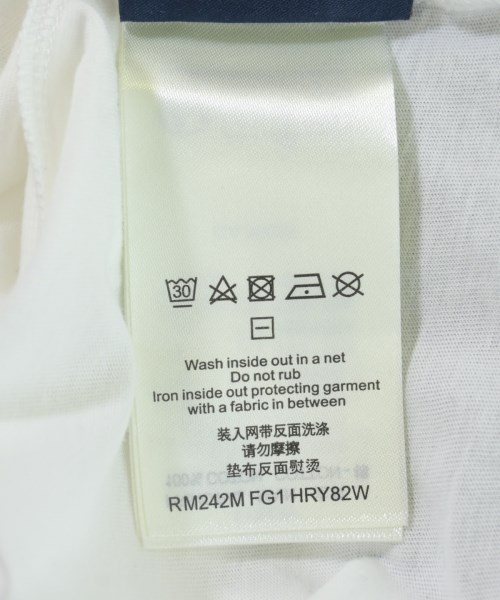 30
Wash inside out in a net
Do not rub
Iron inside out protecting garment
with a fabric in between
装入网带反面洗涤
请勿摩擦
垫布反面熨烫
RM242M FG1 HRY82W